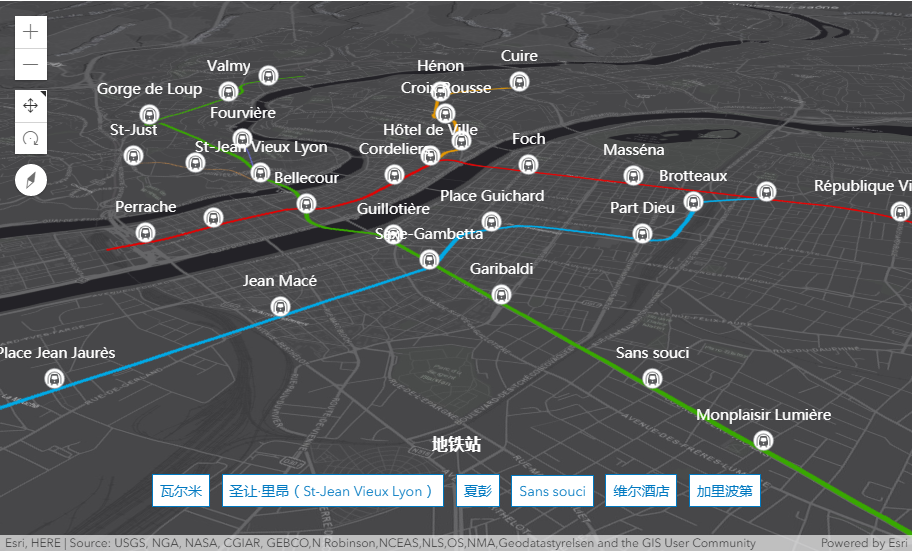 Cuire
Valmy
Hénon
Gorge de Loup
Croix-Rousse
Fourvière
St-Just
Hôtel de Ville
Foch
St-Jean Vieux Lyon
Cordeliers
Masséna
Bellecour
Brotteaux
République Vi
Place Guichard
Perrache
Guillotière
Part Dieu
Saxe-Gambetta
Garibaldi
Jean Macé
Place Jean Jaurès
Sans souci
Monplaisir Lumière
地铁站
瓦尔米
圣让·里昂（St-Jean Vieux Lyon）
夏彭
Sans souci
维尔酒店
加里波第
Esri, HERE | Source: USGS, NGA, NASA, CGIAR, GEBCO,N Robinson,NCEAS,NLS,OS,NMA,Geodatastyrelsen and the GIS User Community
Powered by Esri